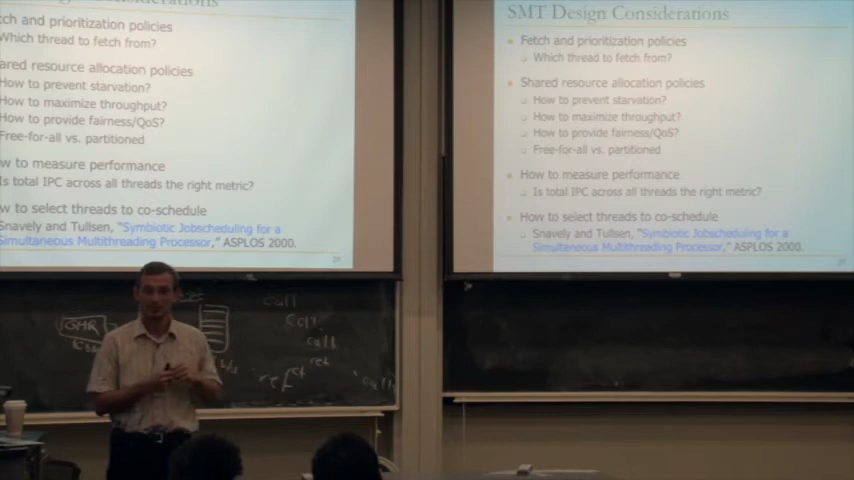 tch and prioritization policies
Which thread to fetch from?
ared resource allocation policies
How to prevent starvation?
How to maximize throughput?
How to provide fairness/QoS?
Free-for-all vs. partitioned
w to measure performance
Is total IPC across all threads the right metric?
w to select threads to co-schedule
Snavely and Tullsen, "Symbiotic Jobscheduling for a
Simultaneous Multithreading Processor," ASPLOS 2000.
SMT Design Considerations
Fetch and prioritization policies
Which thread to fetch from?
Shared resource allocation policies
How to prevent starvation?
How to maximize throughput?
How to provide fairness/QoS?
Free-for-all vs. partitioned
How to measure performance
Is total IPC across all threads the right metric?
How to select threads to co-schedule
Snavely and Tullsen, "Symbiotic Jobscheduling for a
Simultaneous Multithreading Processor," ASPLOS 2000.
GHR
call
call
call
ret